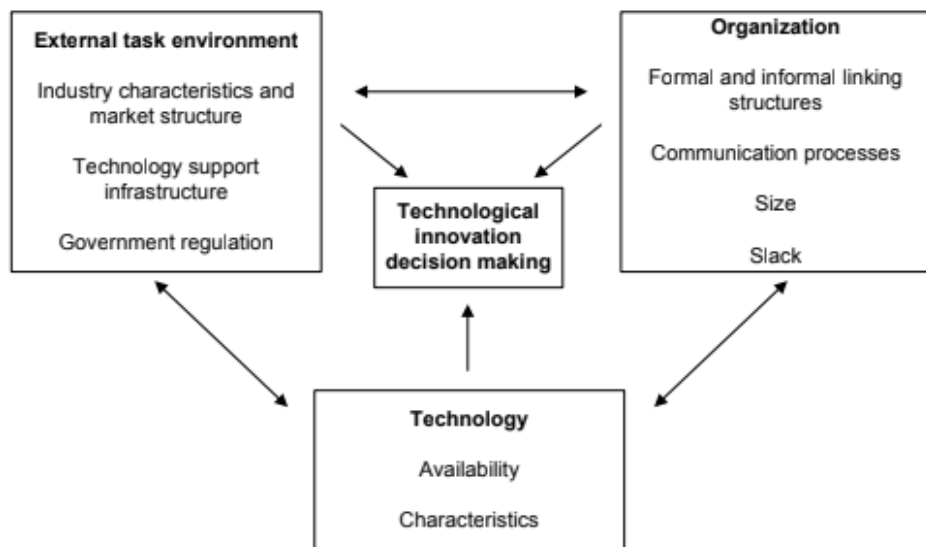 External task environment
Industry characteristics and
market structure
Technology support
infrastructure
Government regulation
Organization
Formal and informal linking
structures
Communication processes
Size
Slack
Technological
innovation
decision making
Technology
Availability
Characteristics